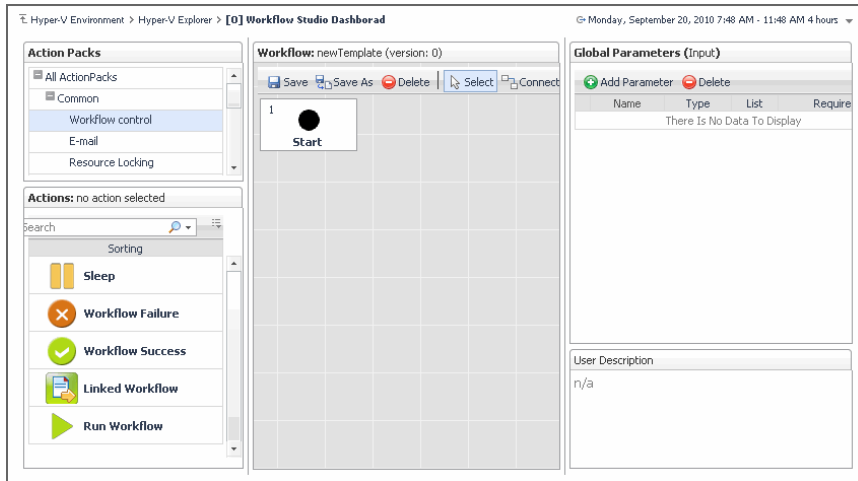 Hyper-V Environment > Hyper-V Explorer > [0] Workflow Studio Dashborad
Monday, September 20, 2010 7:48 AM - 11:48 AM 4 hours
Action Packs
All ActionPacks
Common
Workflow control
E-mail
Resource Locking
Actions: no action selected
Search
Sorting
Sleep
Workflow Failure
Workflow Success
Linked Workflow
Run Workflow
Workflow: newTemplate (version: 0)
Save Save As Delete Select Connect
1
Start
Global Parameters (Input)
Add Parameter Delete
Name Type List Require
There Is No Data To Display
User Description
n/a